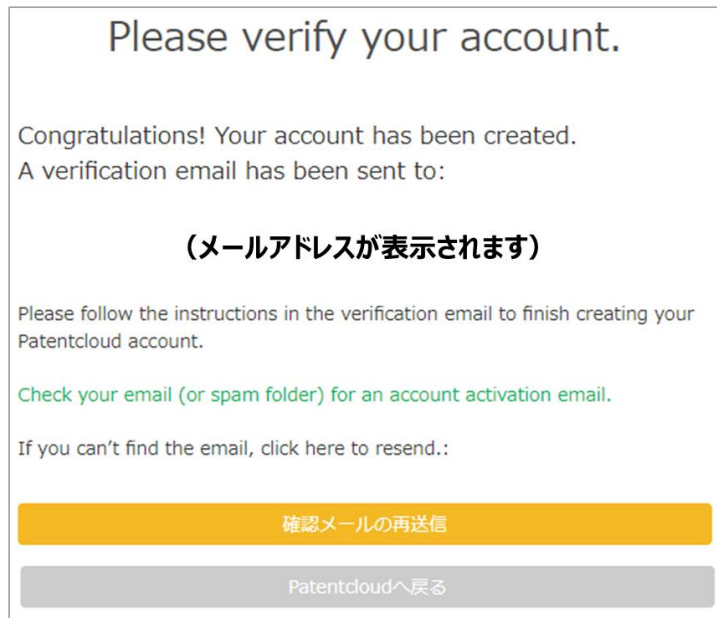 Please verify your account.
Congratulations! Your account has been created.
A verification email has been sent to:
（メールアドレスが表示されます）
Please follow the instructions in the verification email to finish creating your
Patentcloud account.
Check your email (or spam folder) for an account activation email.
If you can't find the email, click here to resend.:
確認メールの再送信
Patentcloudへ戻る